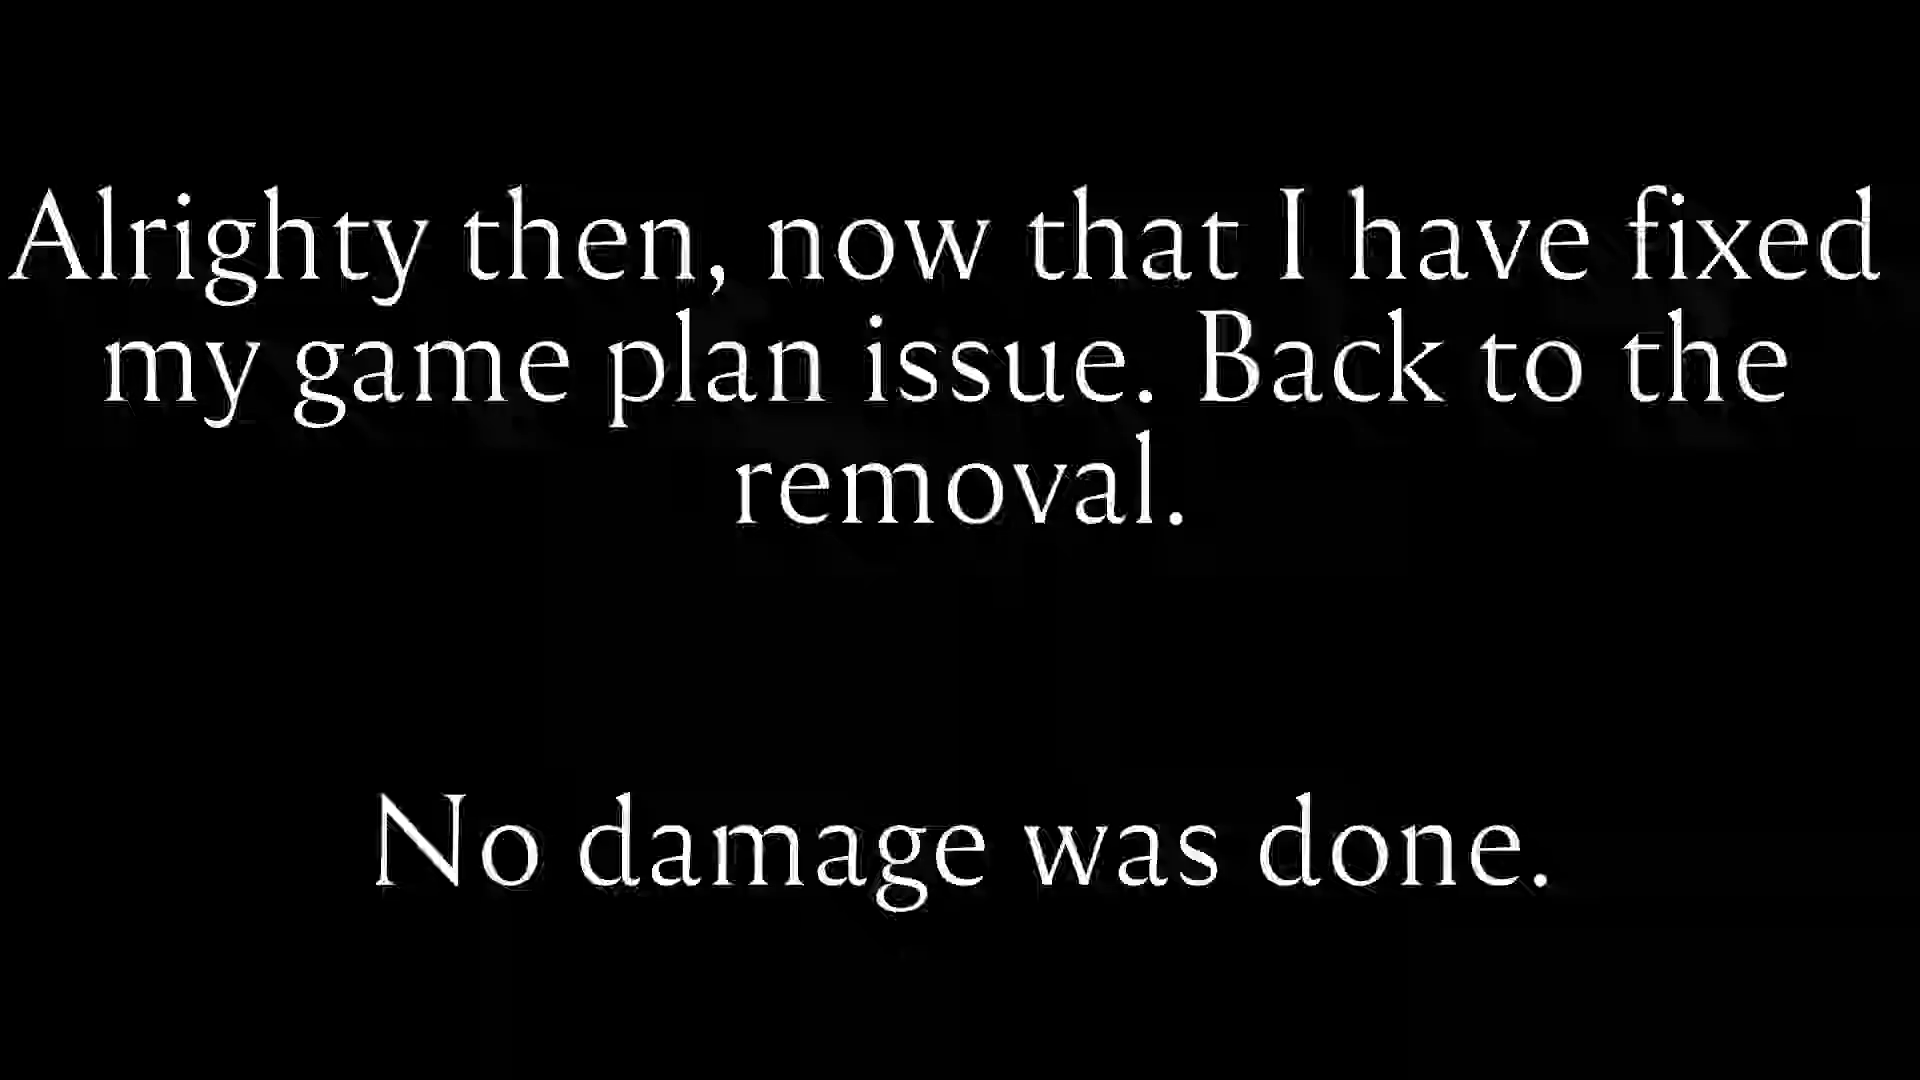 Alrighty then, now that I have fixed
my game plan issue. Back to the
removal.
No damage was done.